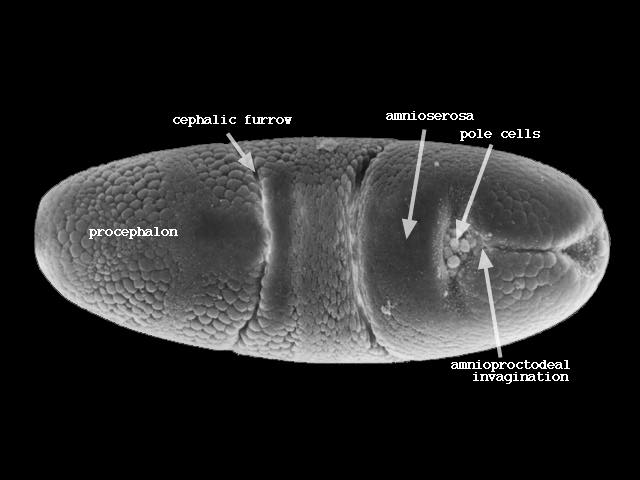 cephalic furrow
amnioserosa
pole cells
procephalon
amnioproctodeal
invagination